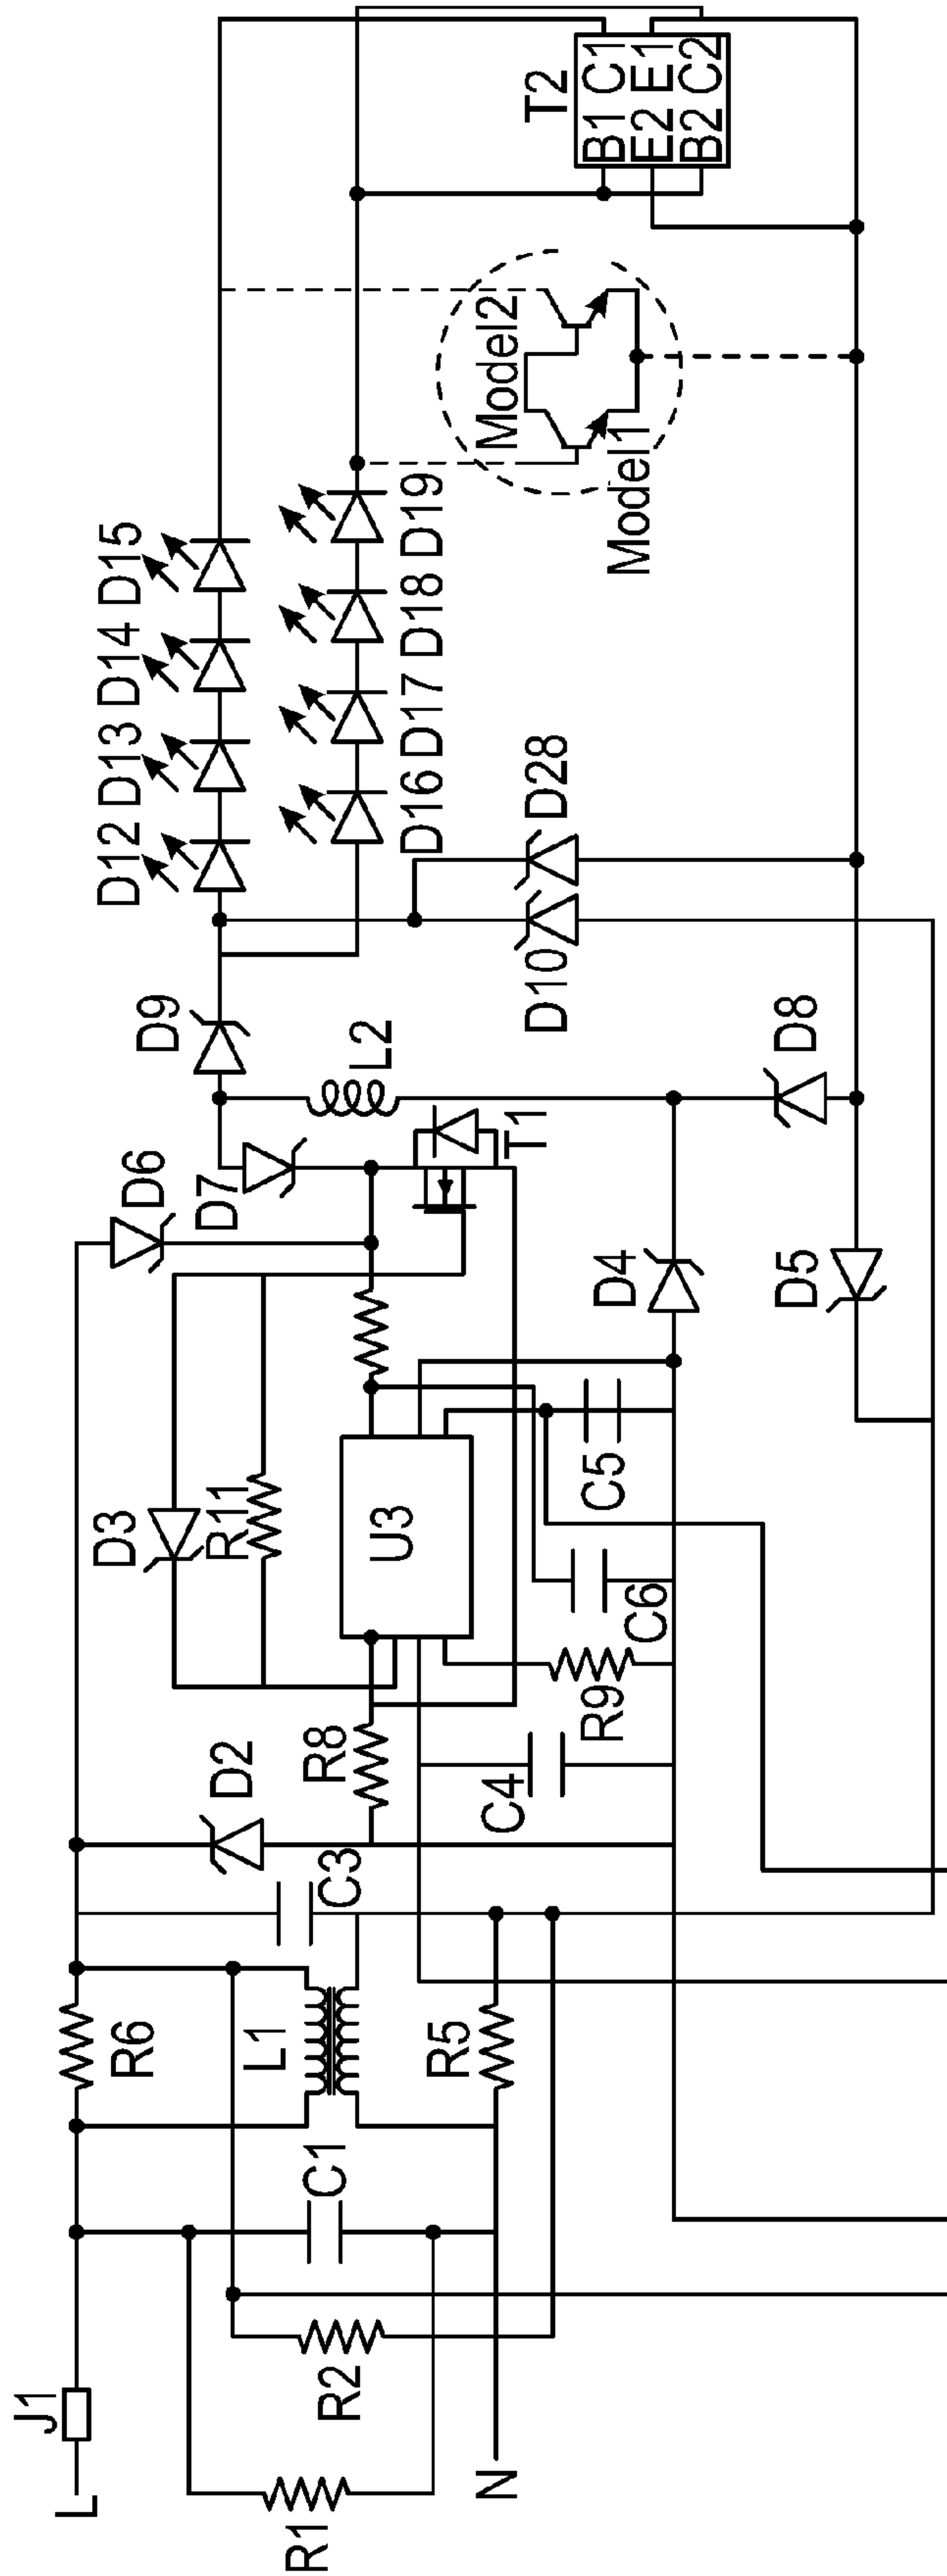 L
J1
R1
R2
N
C1
L1
R6
R5
C3
D2
R8
C4
R9
C6
C5
D3
R11
U3
D4
D5
D6
D7
T1
L2
D8
D9
D10
D28
D12
D13
D14
D15
D16
D17
D18
D19
Model1
Model2
T2
B1 C1
E2 E1
B2 C2